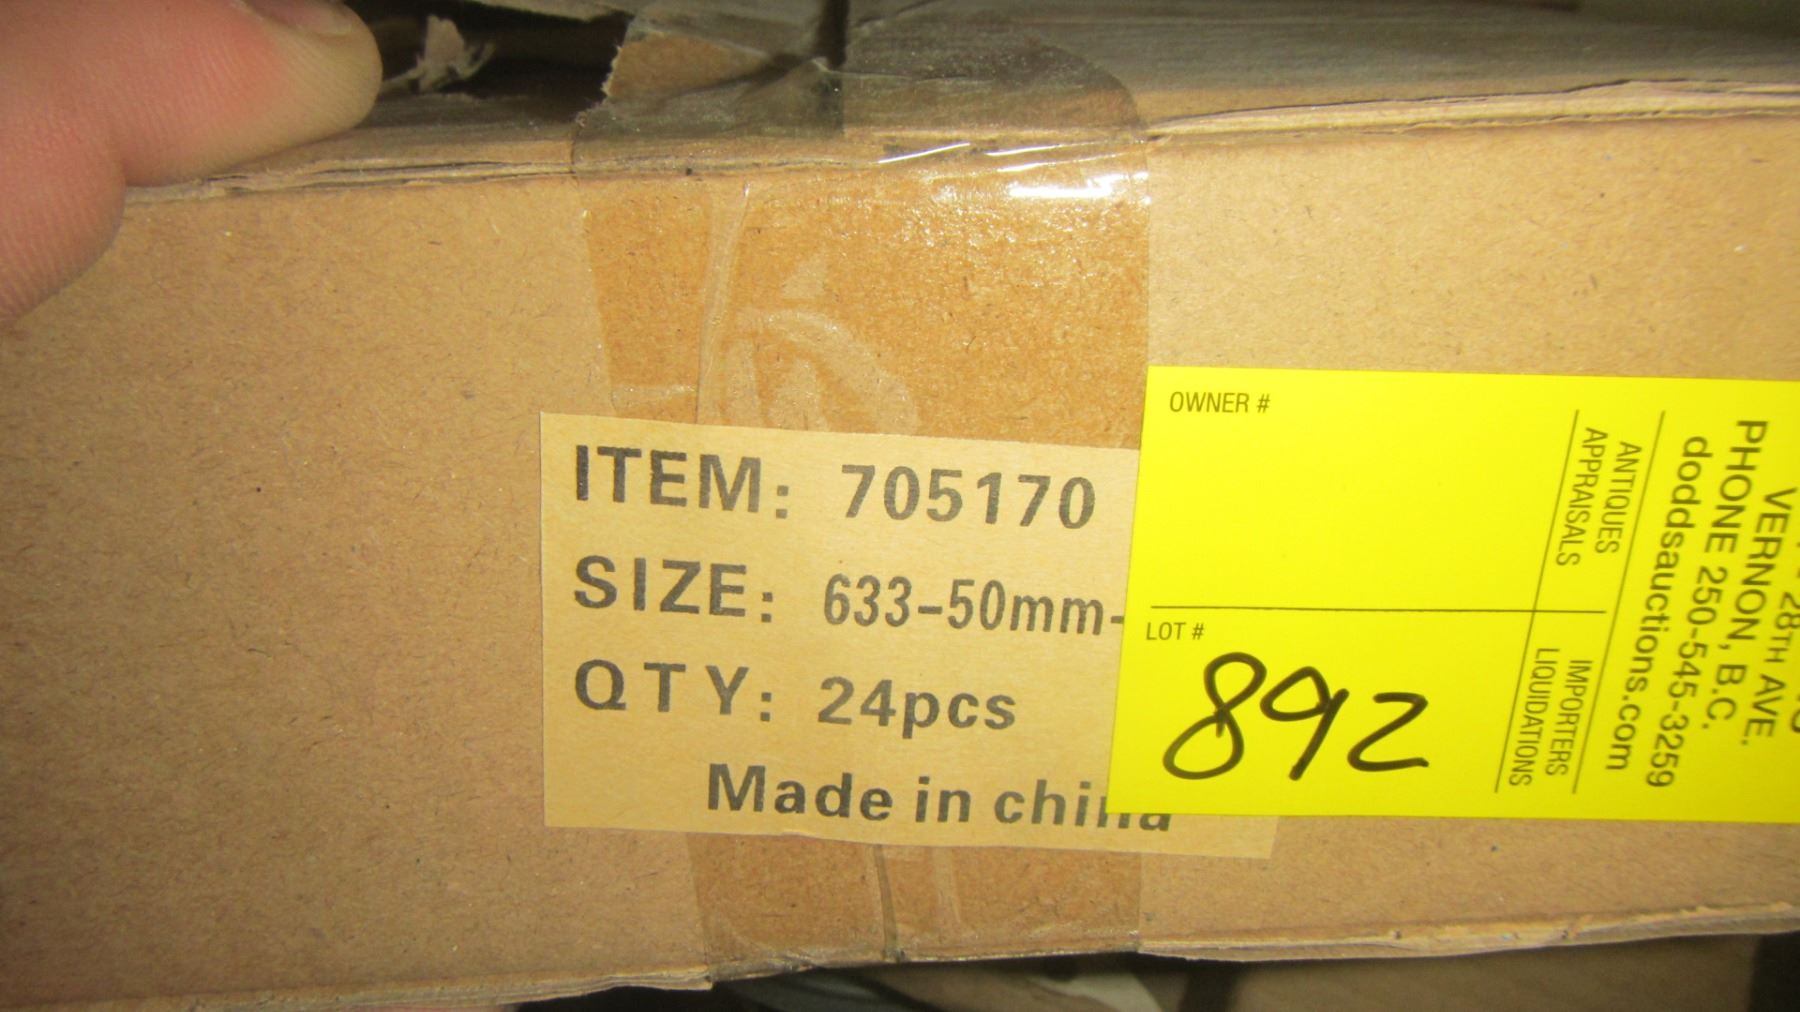 ITEM: 705170
SIZE: 633-50mm-
QTY: 24pcs
Made in china
OWNER #
LOT #
892
ANTIQUES
APPRAISALS
IMPORTERS
LIQUIDATIONS
28TH AVE.
VERNON, B.C.
PHONE 250-545-3259
doddsauctions.com